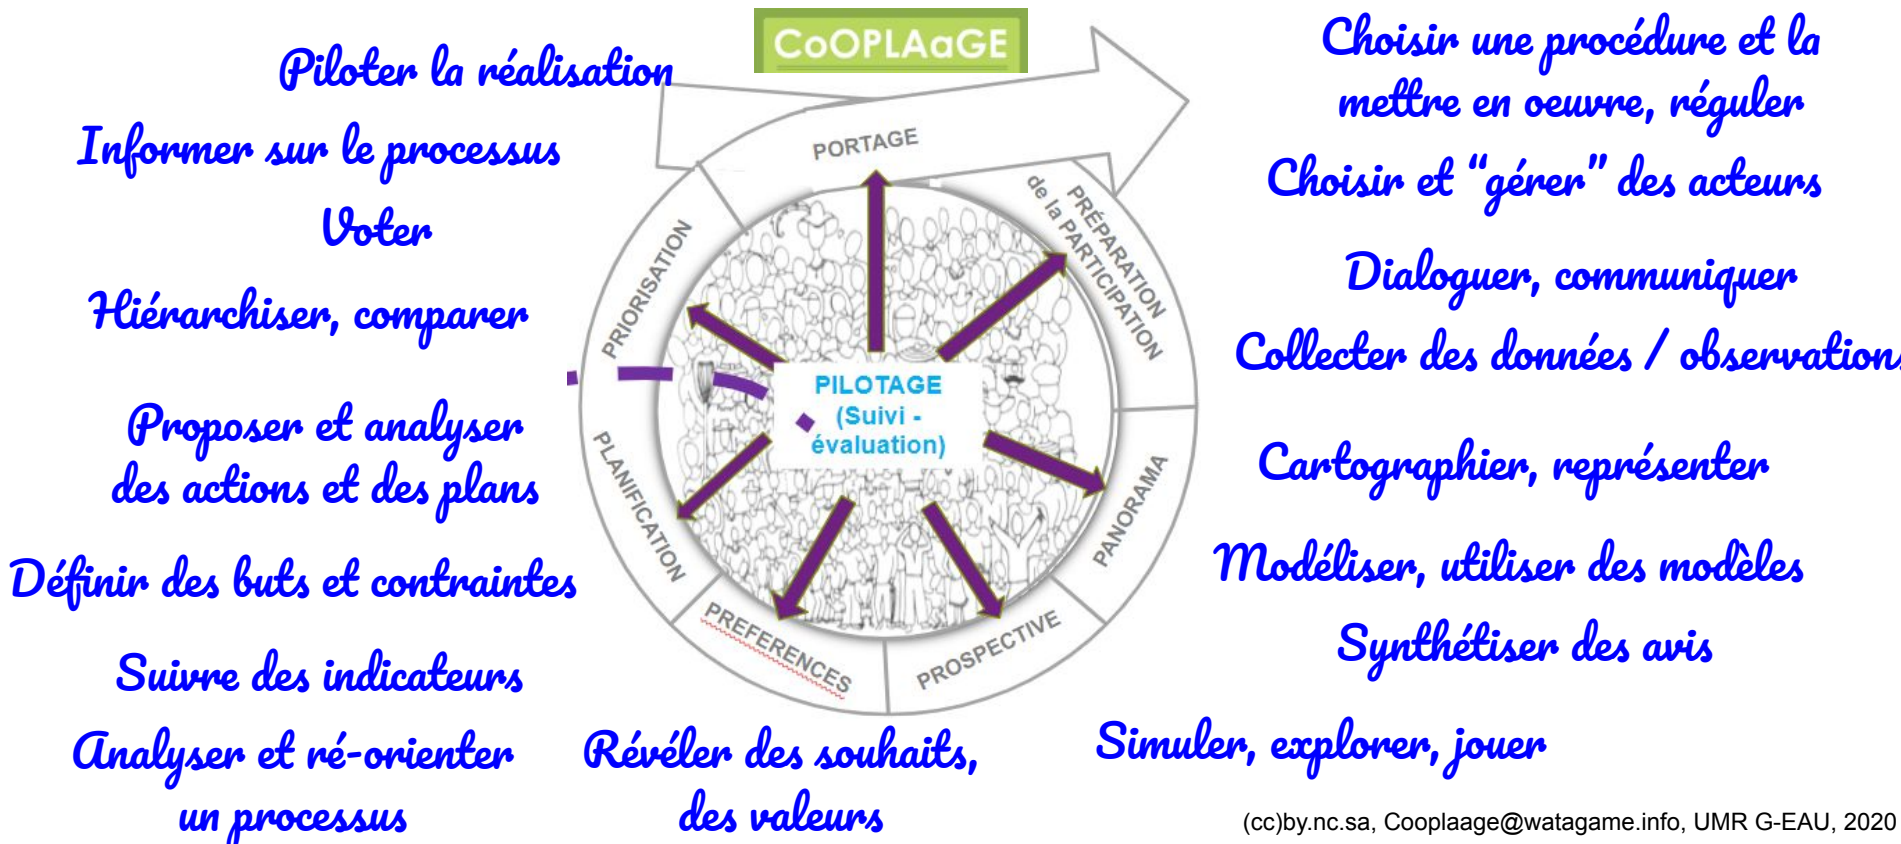 CoOPLAaGE
Piloter la réalisation
Informer sur le processus
Voter
Hiérarchiser, comparer
Proposer et analyser
des actions et des plans
Définir des buts et contraintes
Suivre des indicateurs
Analyser et ré-orienter
un processus
PORTAGE
PRÉPARATION
de la PARTICIPATION
PANORAMA
PROSPECTIVE
PREFERENCES
PLANIFICATION
PRIORISATION
PILOTAGE
(Suivi -
évaluation)
Révéler des souhaits,
des valeurs
Choisir une procédure et la
mettre en oeuvre, réguler
Choisir et “gérer” des acteurs
Dialoguer, communiquer
Collecter des données / observations
Cartographier, représenter
Modéliser, utiliser des modèles
Synthétiser des avis
Simuler, explorer, jouer
(cc)by.nc.sa, Cooplaage@watagame.info, UMR G-EAU, 2020